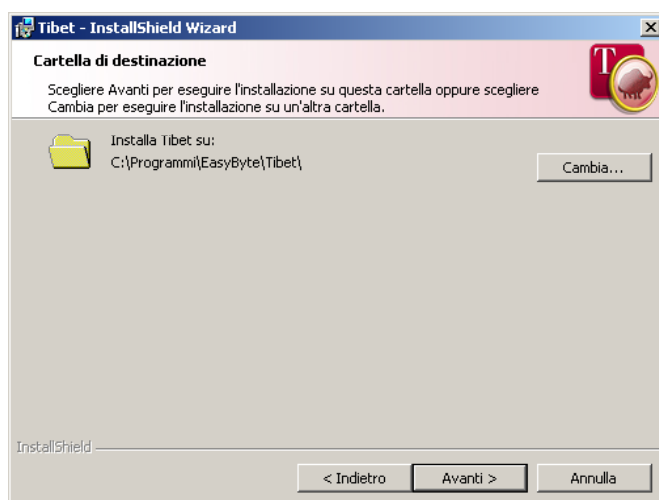 Tibet - InstallShield Wizard
Cartella di destinazione
Scegliere Avanti per eseguire l'installazione su questa cartella oppure scegliere
Cambia per eseguire l'installazione su un'altra cartella.
T
Installa Tibet su:
C:\Programmi\EasyByte\Tibet\
Cambia...
InstallShield
< Indietro
Avanti >
Annulla